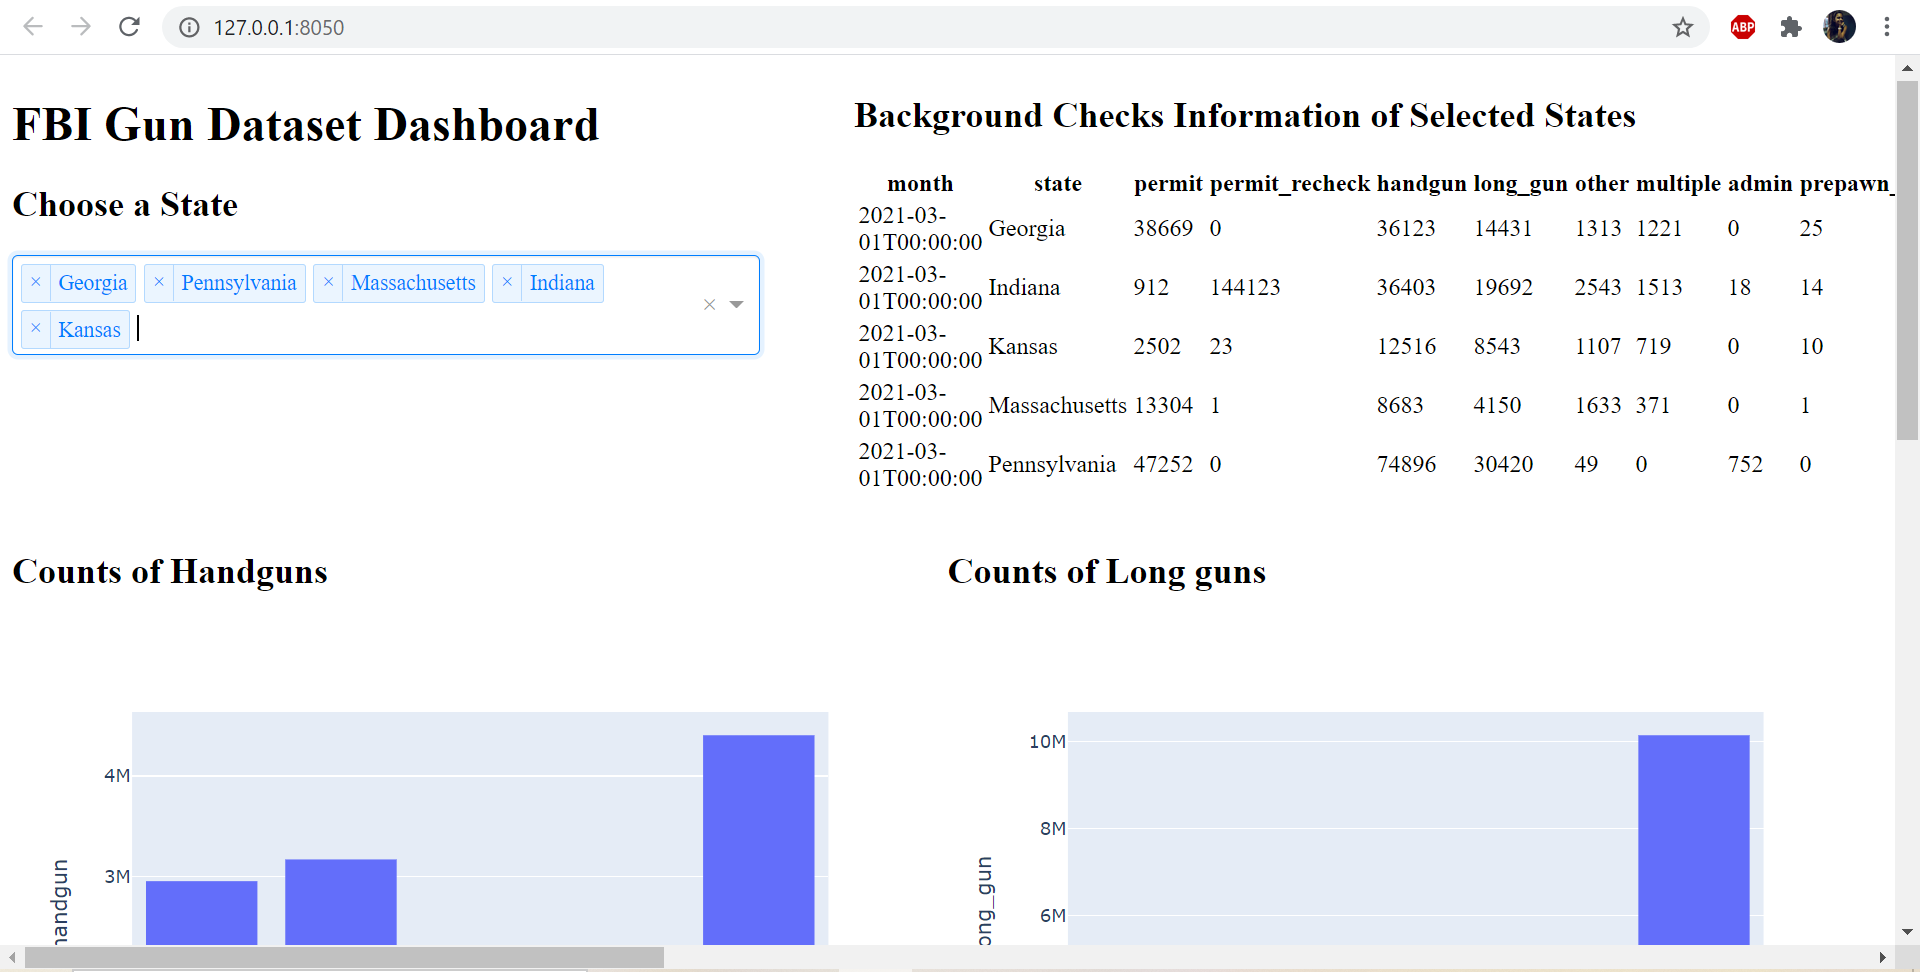 127.0.0.1:8050
ABP
FBI Gun Dataset Dashboard
Choose a State
× Georgia × Pennsylvania × Massachusetts × Indiana
× Kansas
Background Checks Information of Selected States
month state permit permit_recheck handgun long_gun other multiple admin prepawn_
2021-03-
01T00:00:00 Georgia 38669 0 36123 14431 1313 1221 0 25
2021-03-
01T00:00:00 Indiana 912 144123 36403 19692 2543 1513 18 14
2021-03-
01T00:00:00 Kansas 2502 23 12516 8543 1107 719 0 10
2021-03-
01T00:00:00 Massachusetts 13304 1 8683 4150 1633 371 0 1
2021-03-
01T00:00:00 Pennsylvania 47252 0 74896 30420 49 0 752 0
Counts of Handguns
4M
3M
handgun
Counts of Long guns
10M
8M
6M
ong_gun